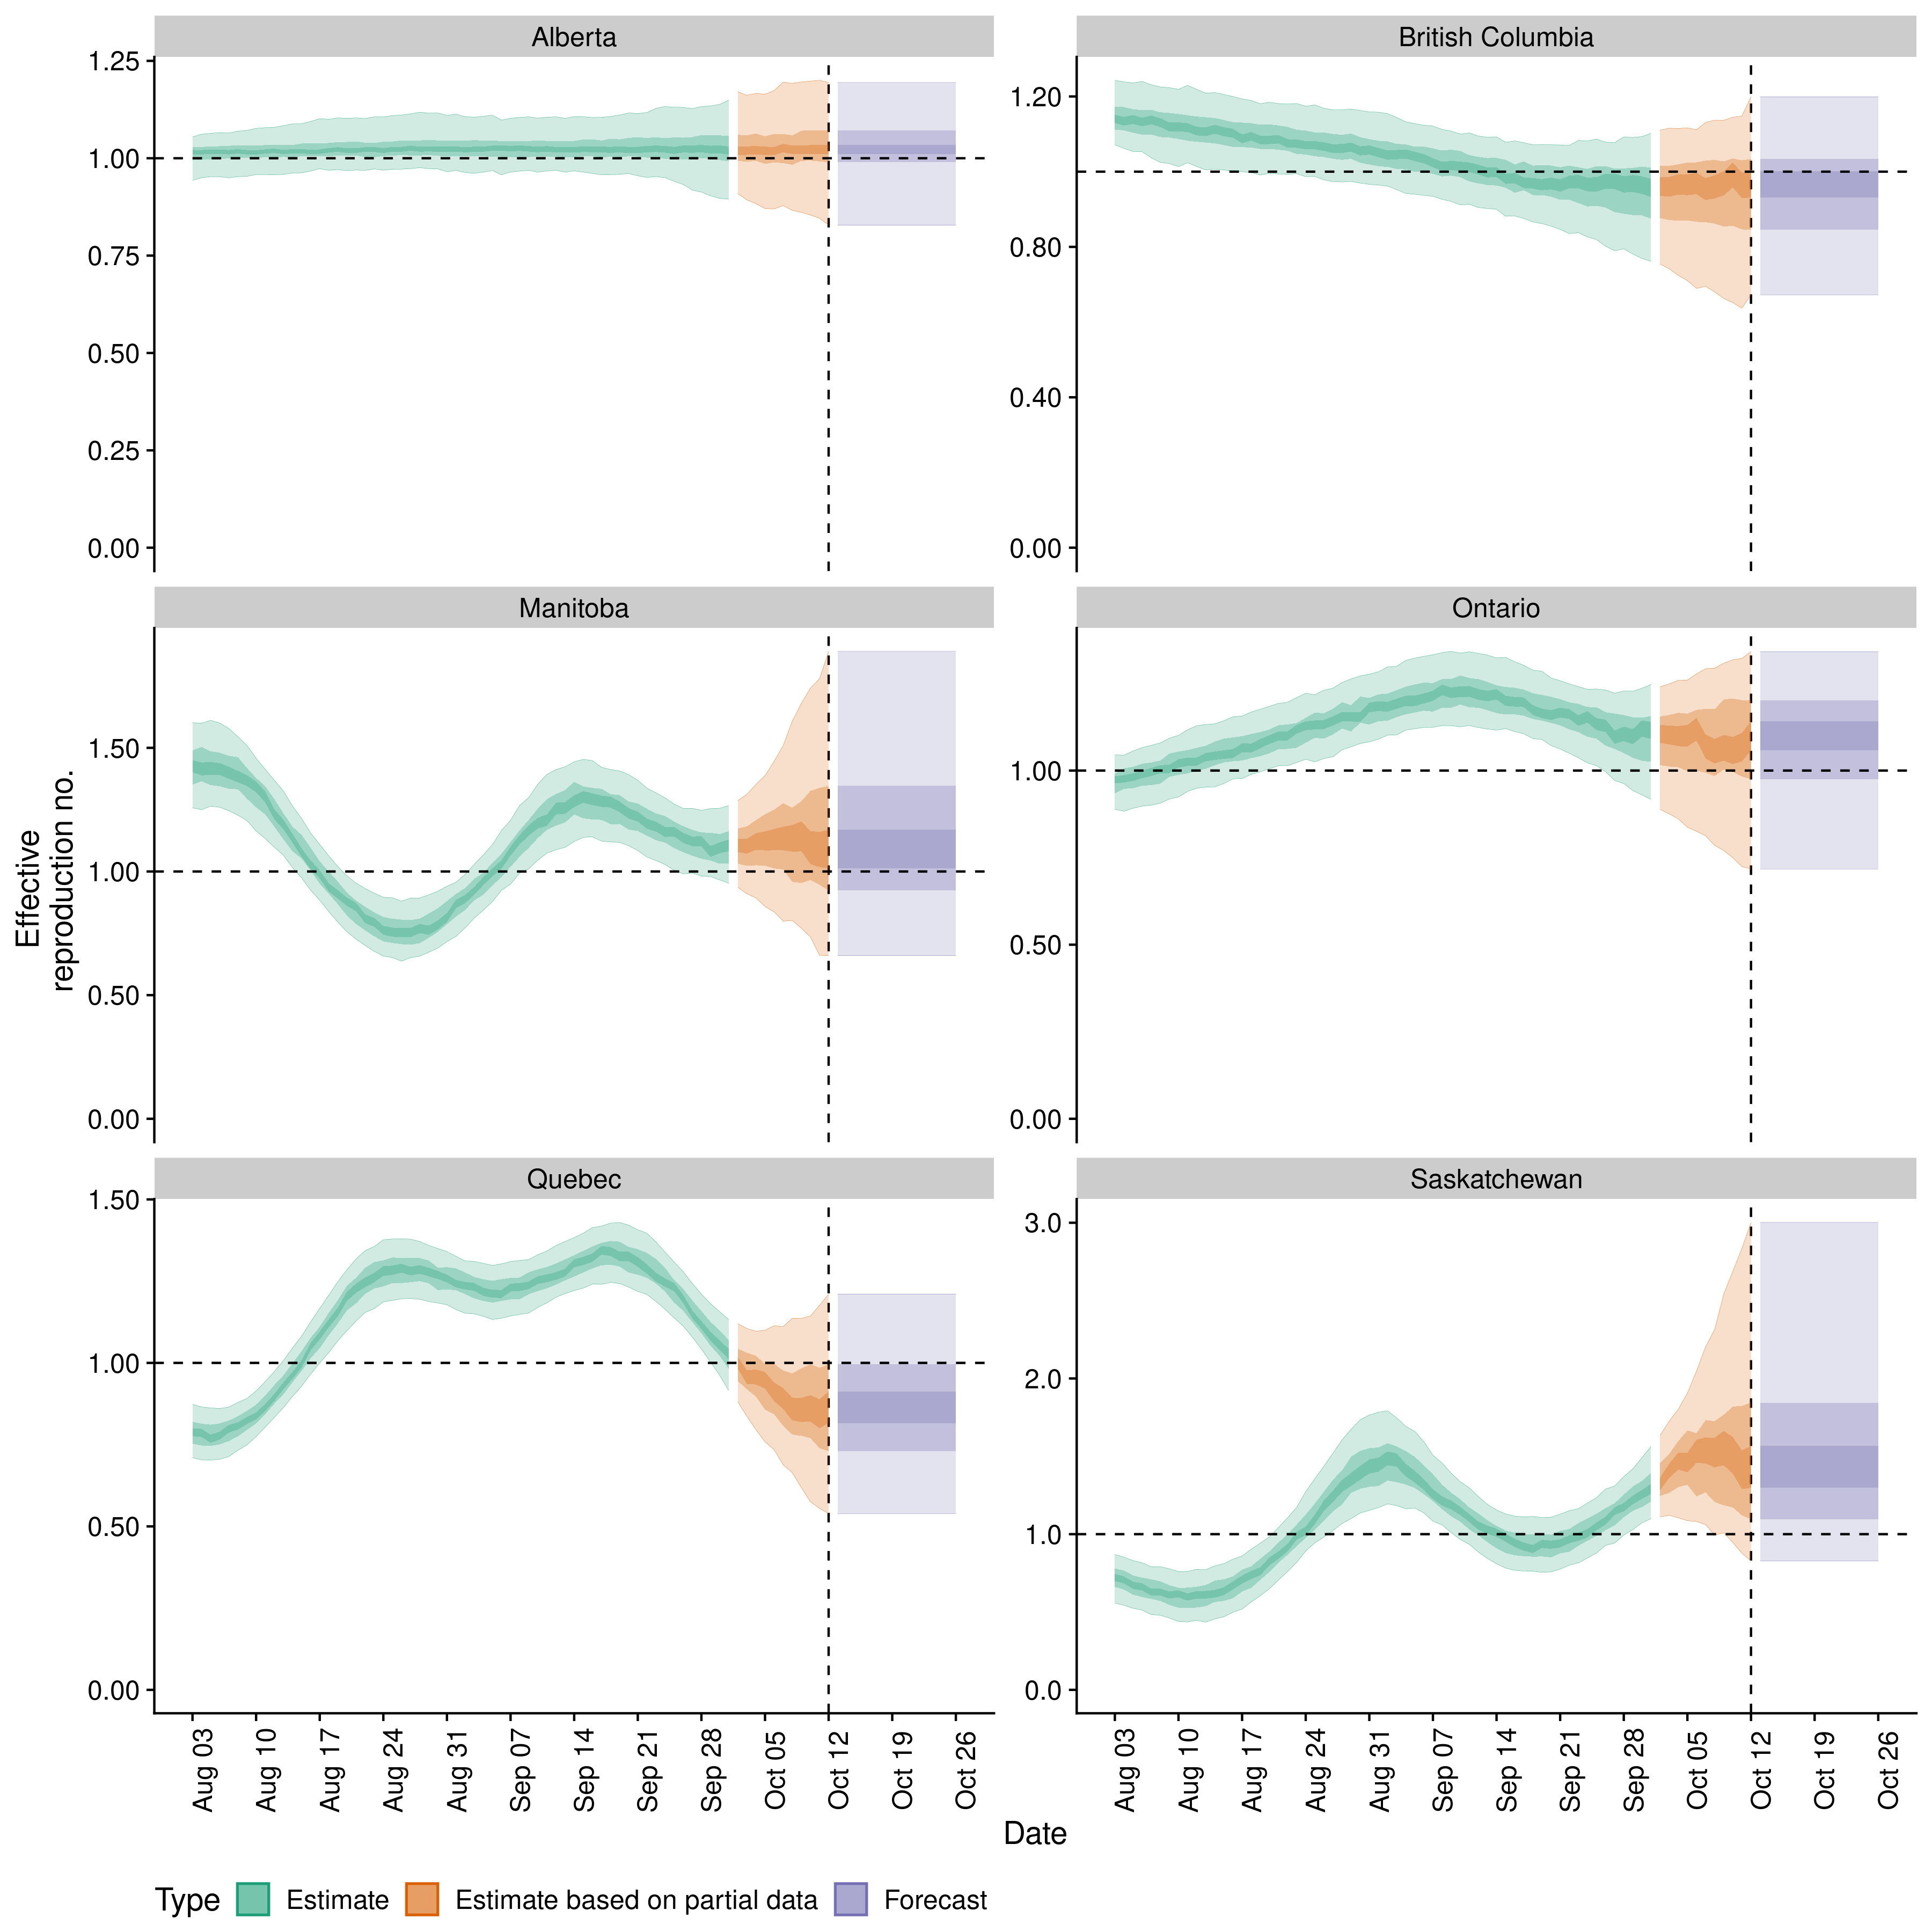 Alberta
British Columbia
1.25
1.00
0.75
0.50
0.25
0.00
1.20
0.80
0.40
0.00
Manitoba
Ontario
1.50
1.00
0.50
0.00
1.00
0.50
0.00
Effective
reproduction no.
Quebec
Saskatchewan
1.50
1.00
0.50
0.00
3.0
2.0
1.0
0.0
Aug 03
Aug 10
Aug 17
Aug 24
Aug 31
Sep 07
Sep 14
Sep 21
Sep 28
Oct 05
Oct 12
Oct 19
Oct 26
Aug 03
Aug 10
Aug 17
Aug 24
Aug 31
Sep 07
Sep 14
Sep 21
Sep 28
Oct 05
Oct 12
Oct 19
Oct 26
Date
Type Estimate Estimate based on partial data Forecast